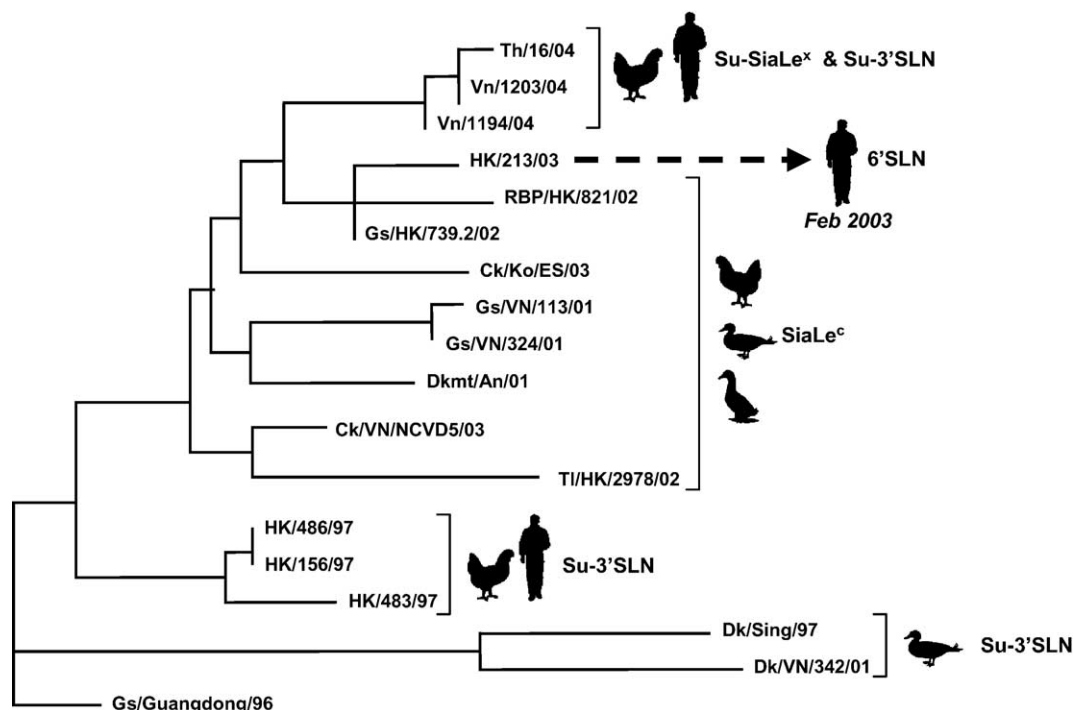 Th/16/04
Su-SiaLeˣ & Su-3'SLN
Vn/1203/04
Vn/1194/04
HK/213/03
6'SLN
RBP/HK/821/02
Feb 2003
Gs/HK/739.2/02
Ck/Ko/ES/03
Gs/VN/113/01
SiaLeᶜ
Gs/VN/324/01
Dkmt/An/01
Ck/VN/NCVD5/03
Tl/HK/2978/02
HK/486/97
HK/156/97
Su-3'SLN
HK/483/97
Dk/Sing/97
Su-3'SLN
Dk/VN/342/01
Gs/Guangdong/96